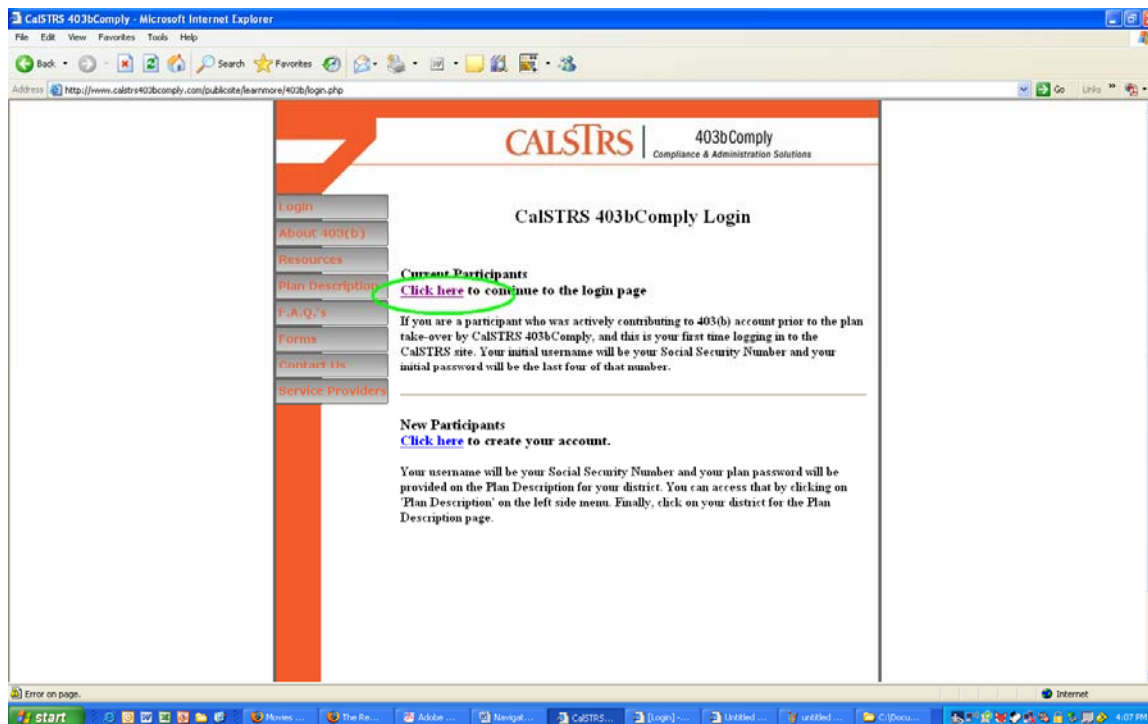 CalSTRS 403bComply - Microsoft Internet Explorer
File Edit View Favorites Tools Help
Back Search Favorites
Address http://www.calstrs403bcomply.com/publicsite/learnmore/403b/login.php Go Links »
CALSTRS 403bComply
Compliance & Administration Solutions
Login
About 403(b)
Resources
Plan Description
F.A.Q.'s
Forms
Contact Us
Service Providers
CalSTRS 403bComply Login
Current Participants
Click here to continue to the login page
If you are a participant who was actively contributing to 403(b) account prior to the plan
take-over by CalSTRS 403bComply, and this is your first time logging in to the
CalSTRS site. Your initial username will be your Social Security Number and your
initial password will be the last four of that number.
New Participants
Click here to create your account.
Your username will be your Social Security Number and your plan password will be
provided on the Plan Description for your district. You can access that by clicking on
'Plan Description' on the left side menu. Finally, click on your district for the Plan
Description page.
Error on page. Internet
start Movies ... The Re... Adobe ... Navigat... CalSTRS... [Login] -... Untitled ... untitled ... C:\Docu... 4:07 PM